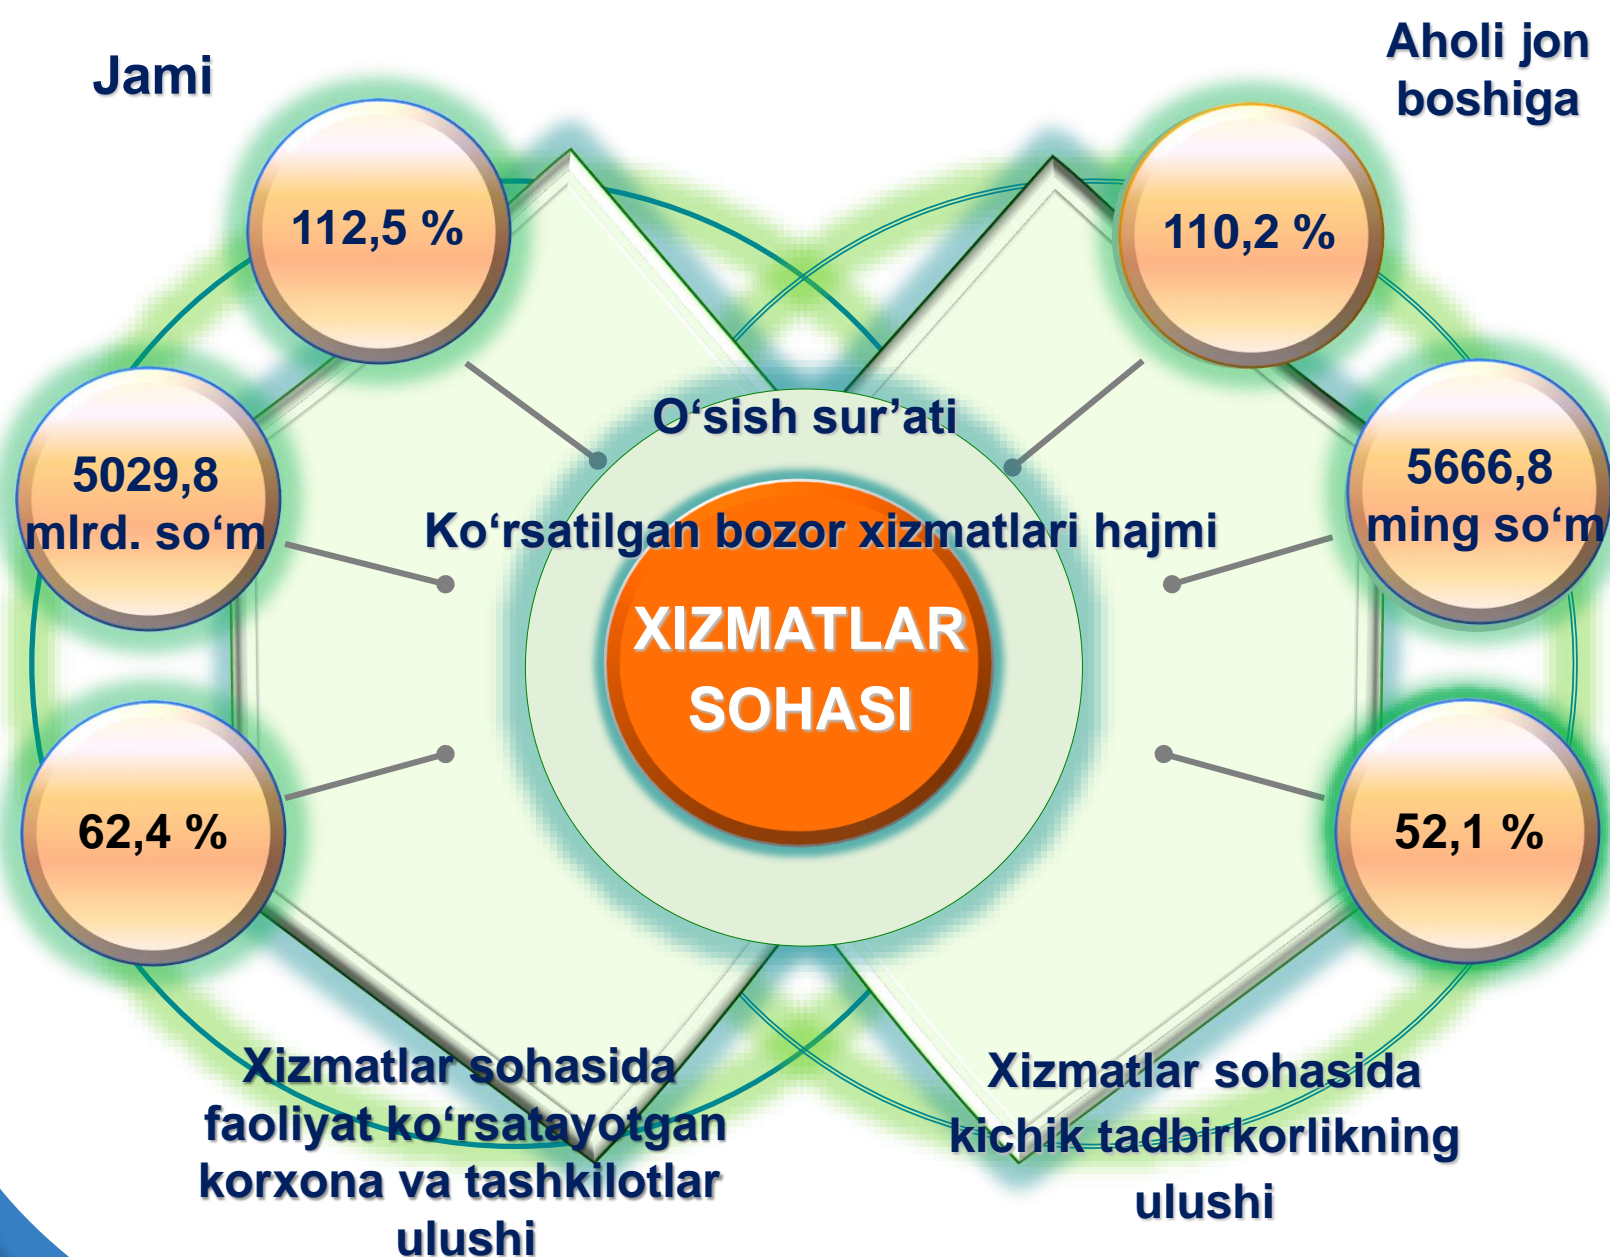 Jami
Aholi jon
boshiga
112,5 %
110,2 %
O‘sish sur’ati
5029,8
mlrd. so‘m
5666,8
ming so‘m
Ko‘rsatilgan bozor xizmatlari hajmi
XIZMATLAR
SOHASI
62,4 %
52,1 %
Xizmatlar sohasida
faoliyat ko‘rsatayotgan
korxona va tashkilotlar
ulushi
Xizmatlar sohasida
kichik tadbirkorlikning
ulushi